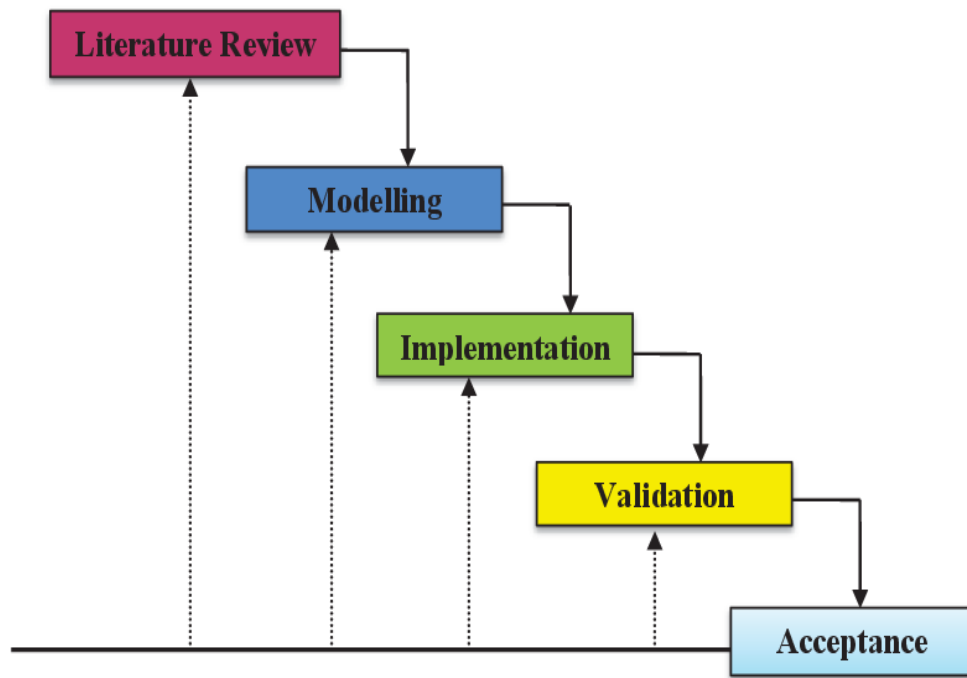 Literature Review
Modelling
Implementation
Validation
Acceptance